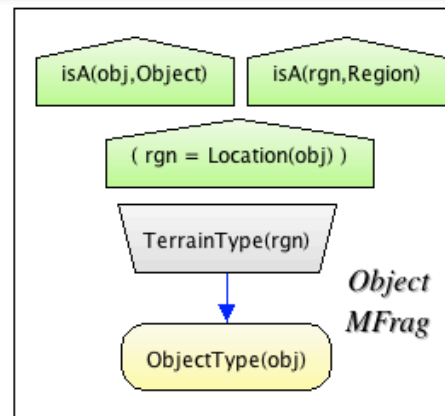 isA(obj,Object)
isA(rgn,Region)
( rgn = Location(obj) )
TerrainType(rgn)
Object
MFrag
ObjectType(obj)